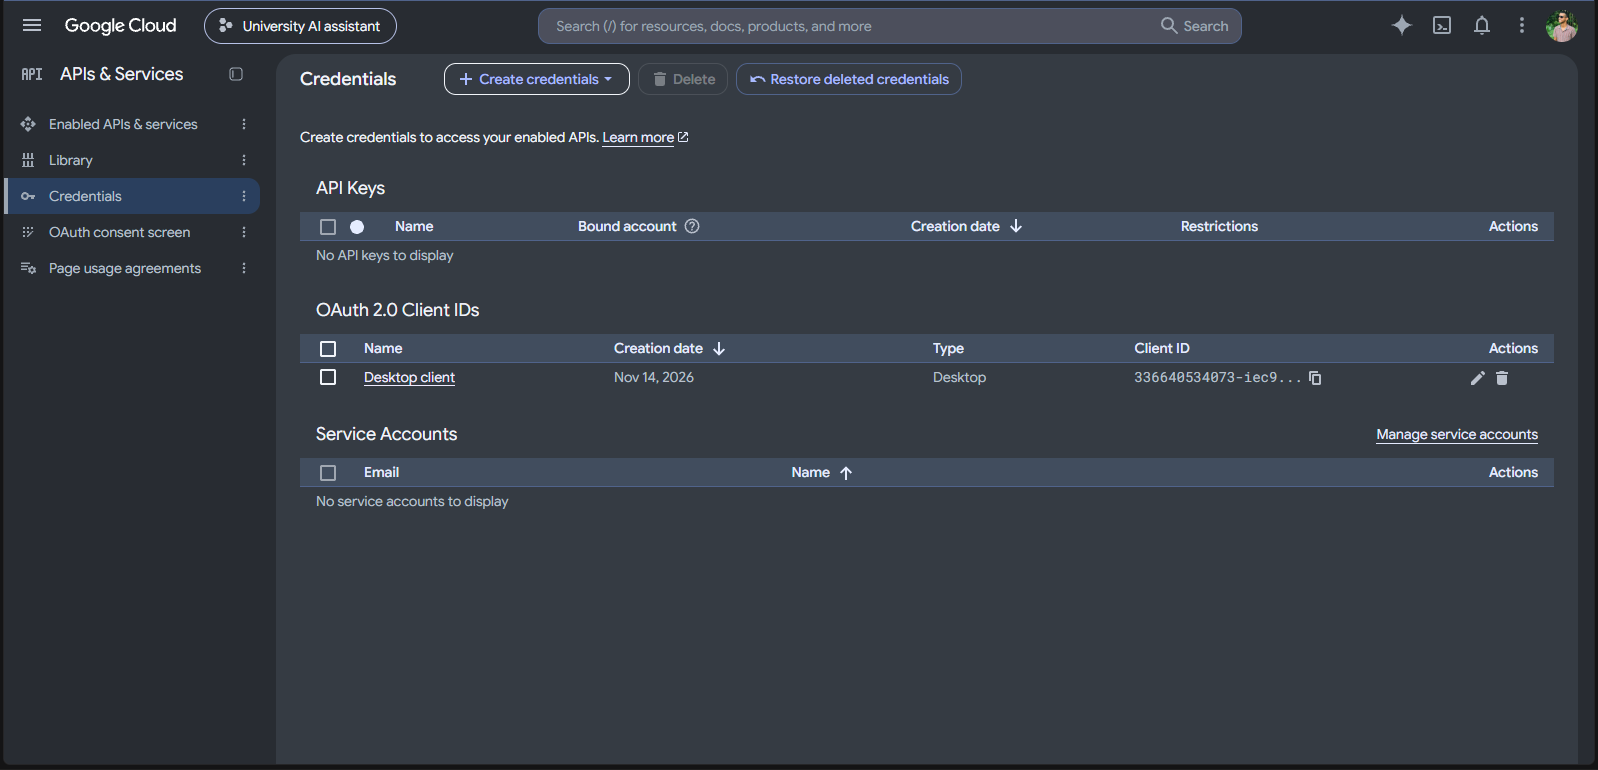 Google Cloud
University AI assistant
Search (/) for resources, docs, products, and more
Search
API APIs & Services
Enabled APIs & services
Library
Credentials
OAuth consent screen
Page usage agreements
Credentials
Create credentials
Delete
Restore deleted credentials
Create credentials to access your enabled APIs. Learn more
API Keys
Name Bound account Creation date Restrictions Actions
No API keys to display
OAuth 2.0 Client IDs
Name Creation date Type Client ID Actions
Desktop client Nov 14, 2026 Desktop 336640534073-iec9...
Service Accounts
Manage service accounts
Email Name Actions
No service accounts to display